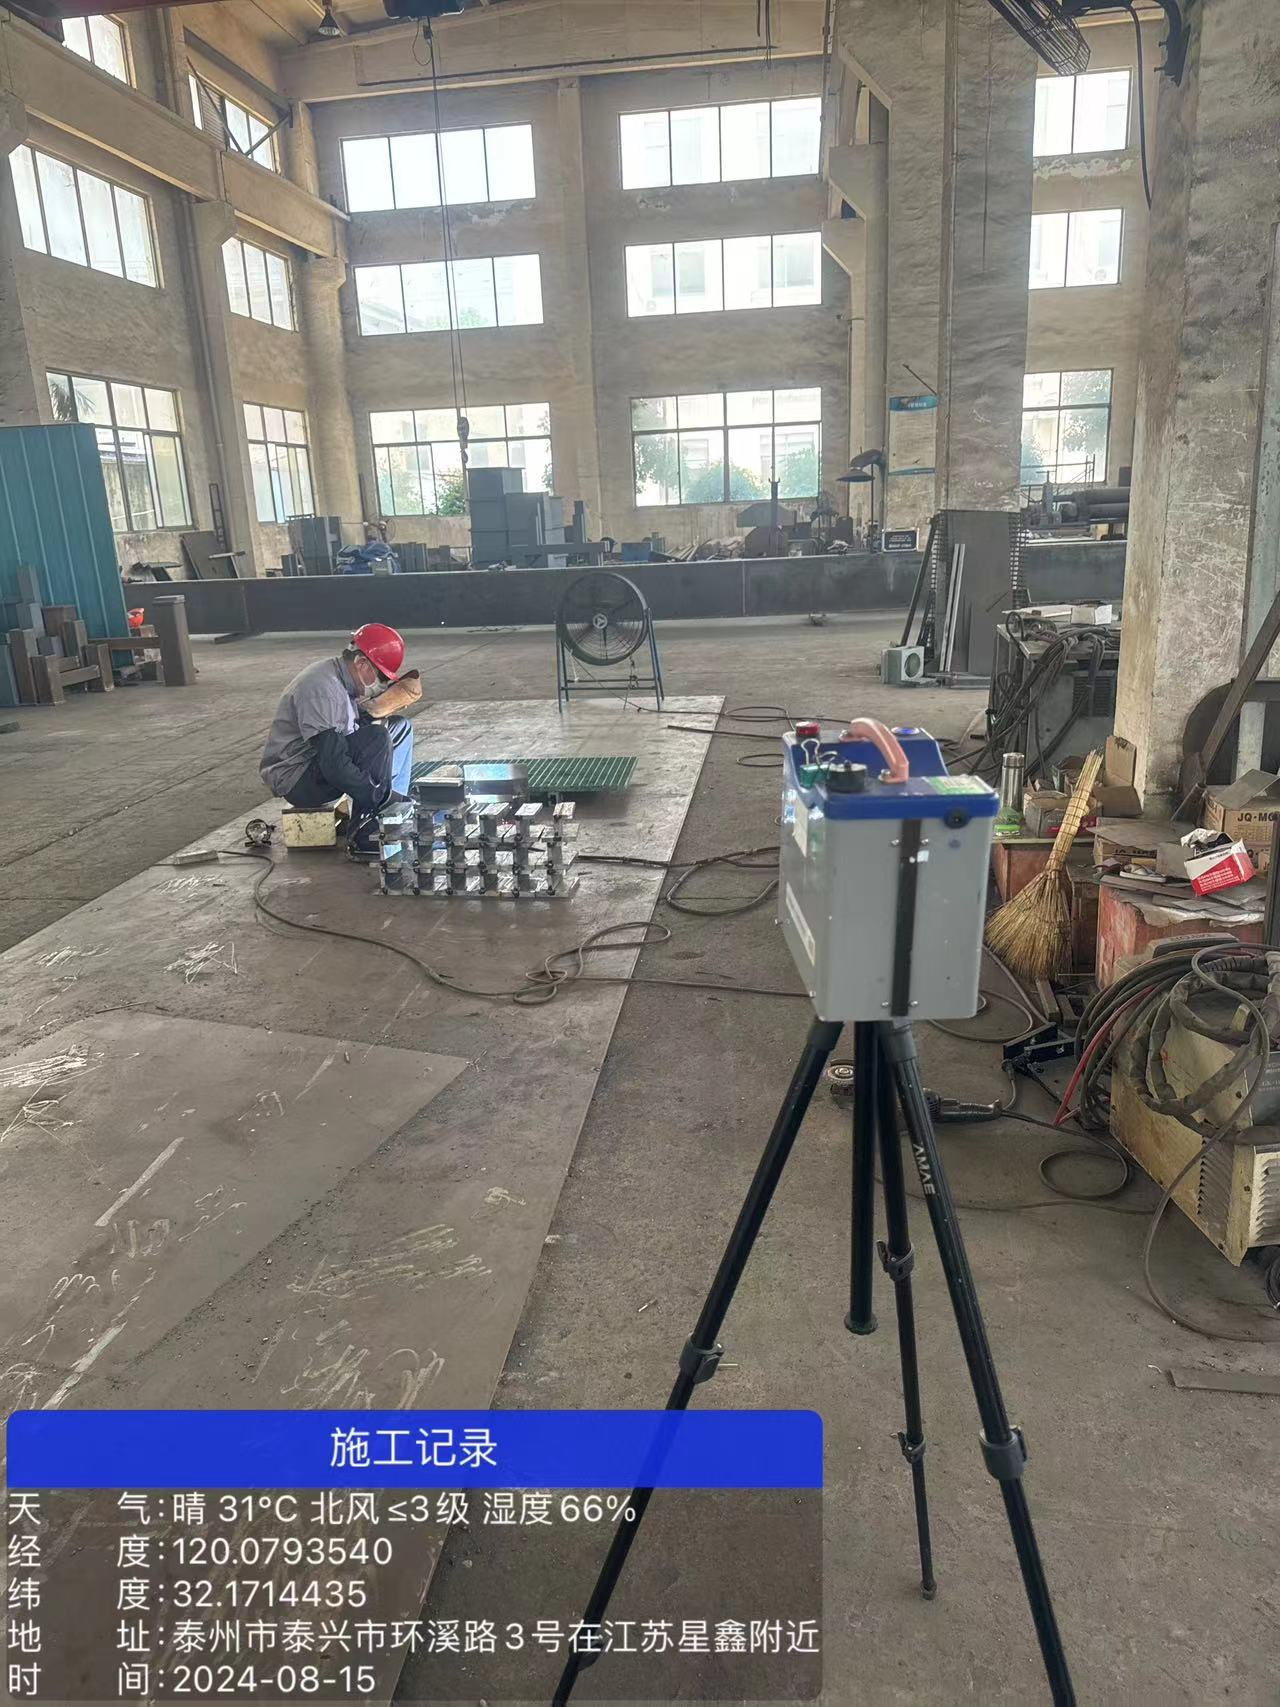 JQ-M
AMAE
施工记录
天 气:晴 31°C 北风 ≤3级 湿度66%
经 度:120.0793540
纬 度:32.1714435
地 址:泰州市泰兴市环溪路3号在江苏星鑫附近
时 间:2024-08-15